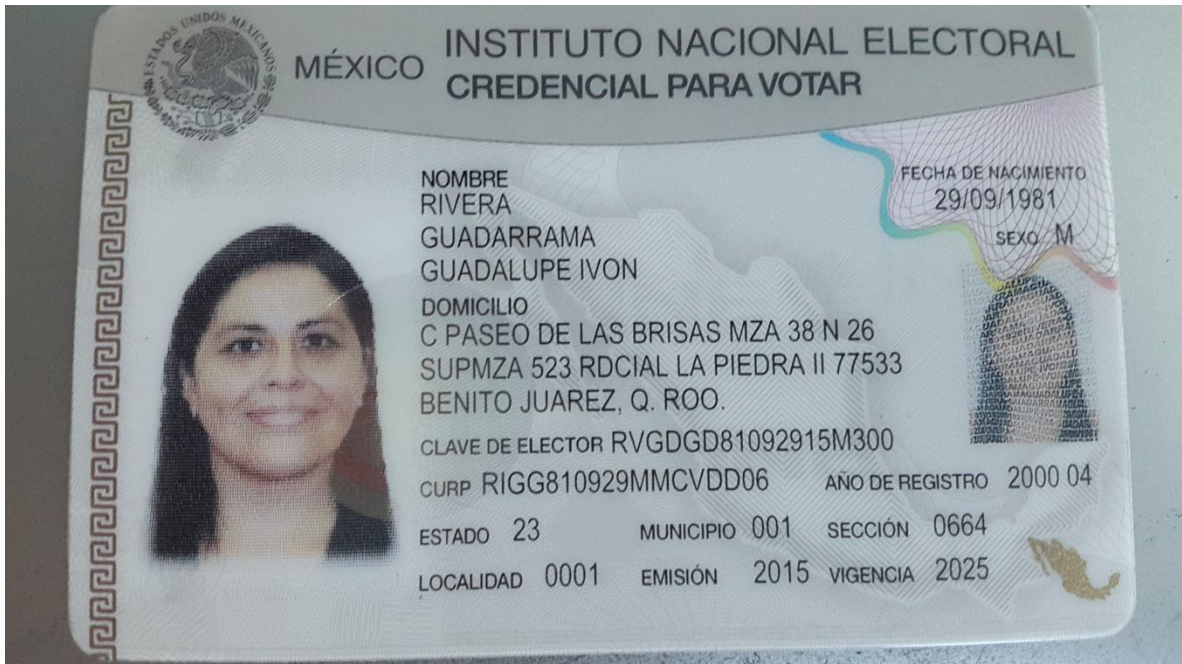 ESTADOS UNIDOS MEXICANOS
MÉXICO
INSTITUTO NACIONAL ELECTORAL
CREDENCIAL PARA VOTAR
FECHA DE NACIMIENTO
29/09/1981
SEXO M
NOMBRE
RIVERA
GUADARRAMA
GUADALUPE IVON
DOMICILIO
C PASEO DE LAS BRISAS MZA 38 N 26
SUPMZA 523 RDCIAL LA PIEDRA II 77533
BENITO JUAREZ, Q. ROO.
CLAVE DE ELECTOR RVGDGD81092915M300
CURP RIGG810929MMCVDD06 AÑO DE REGISTRO 2000 04
ESTADO 23 MUNICIPIO 001 SECCIÓN 0664
LOCALIDAD 0001 EMISIÓN 2015 VIGENCIA 2025